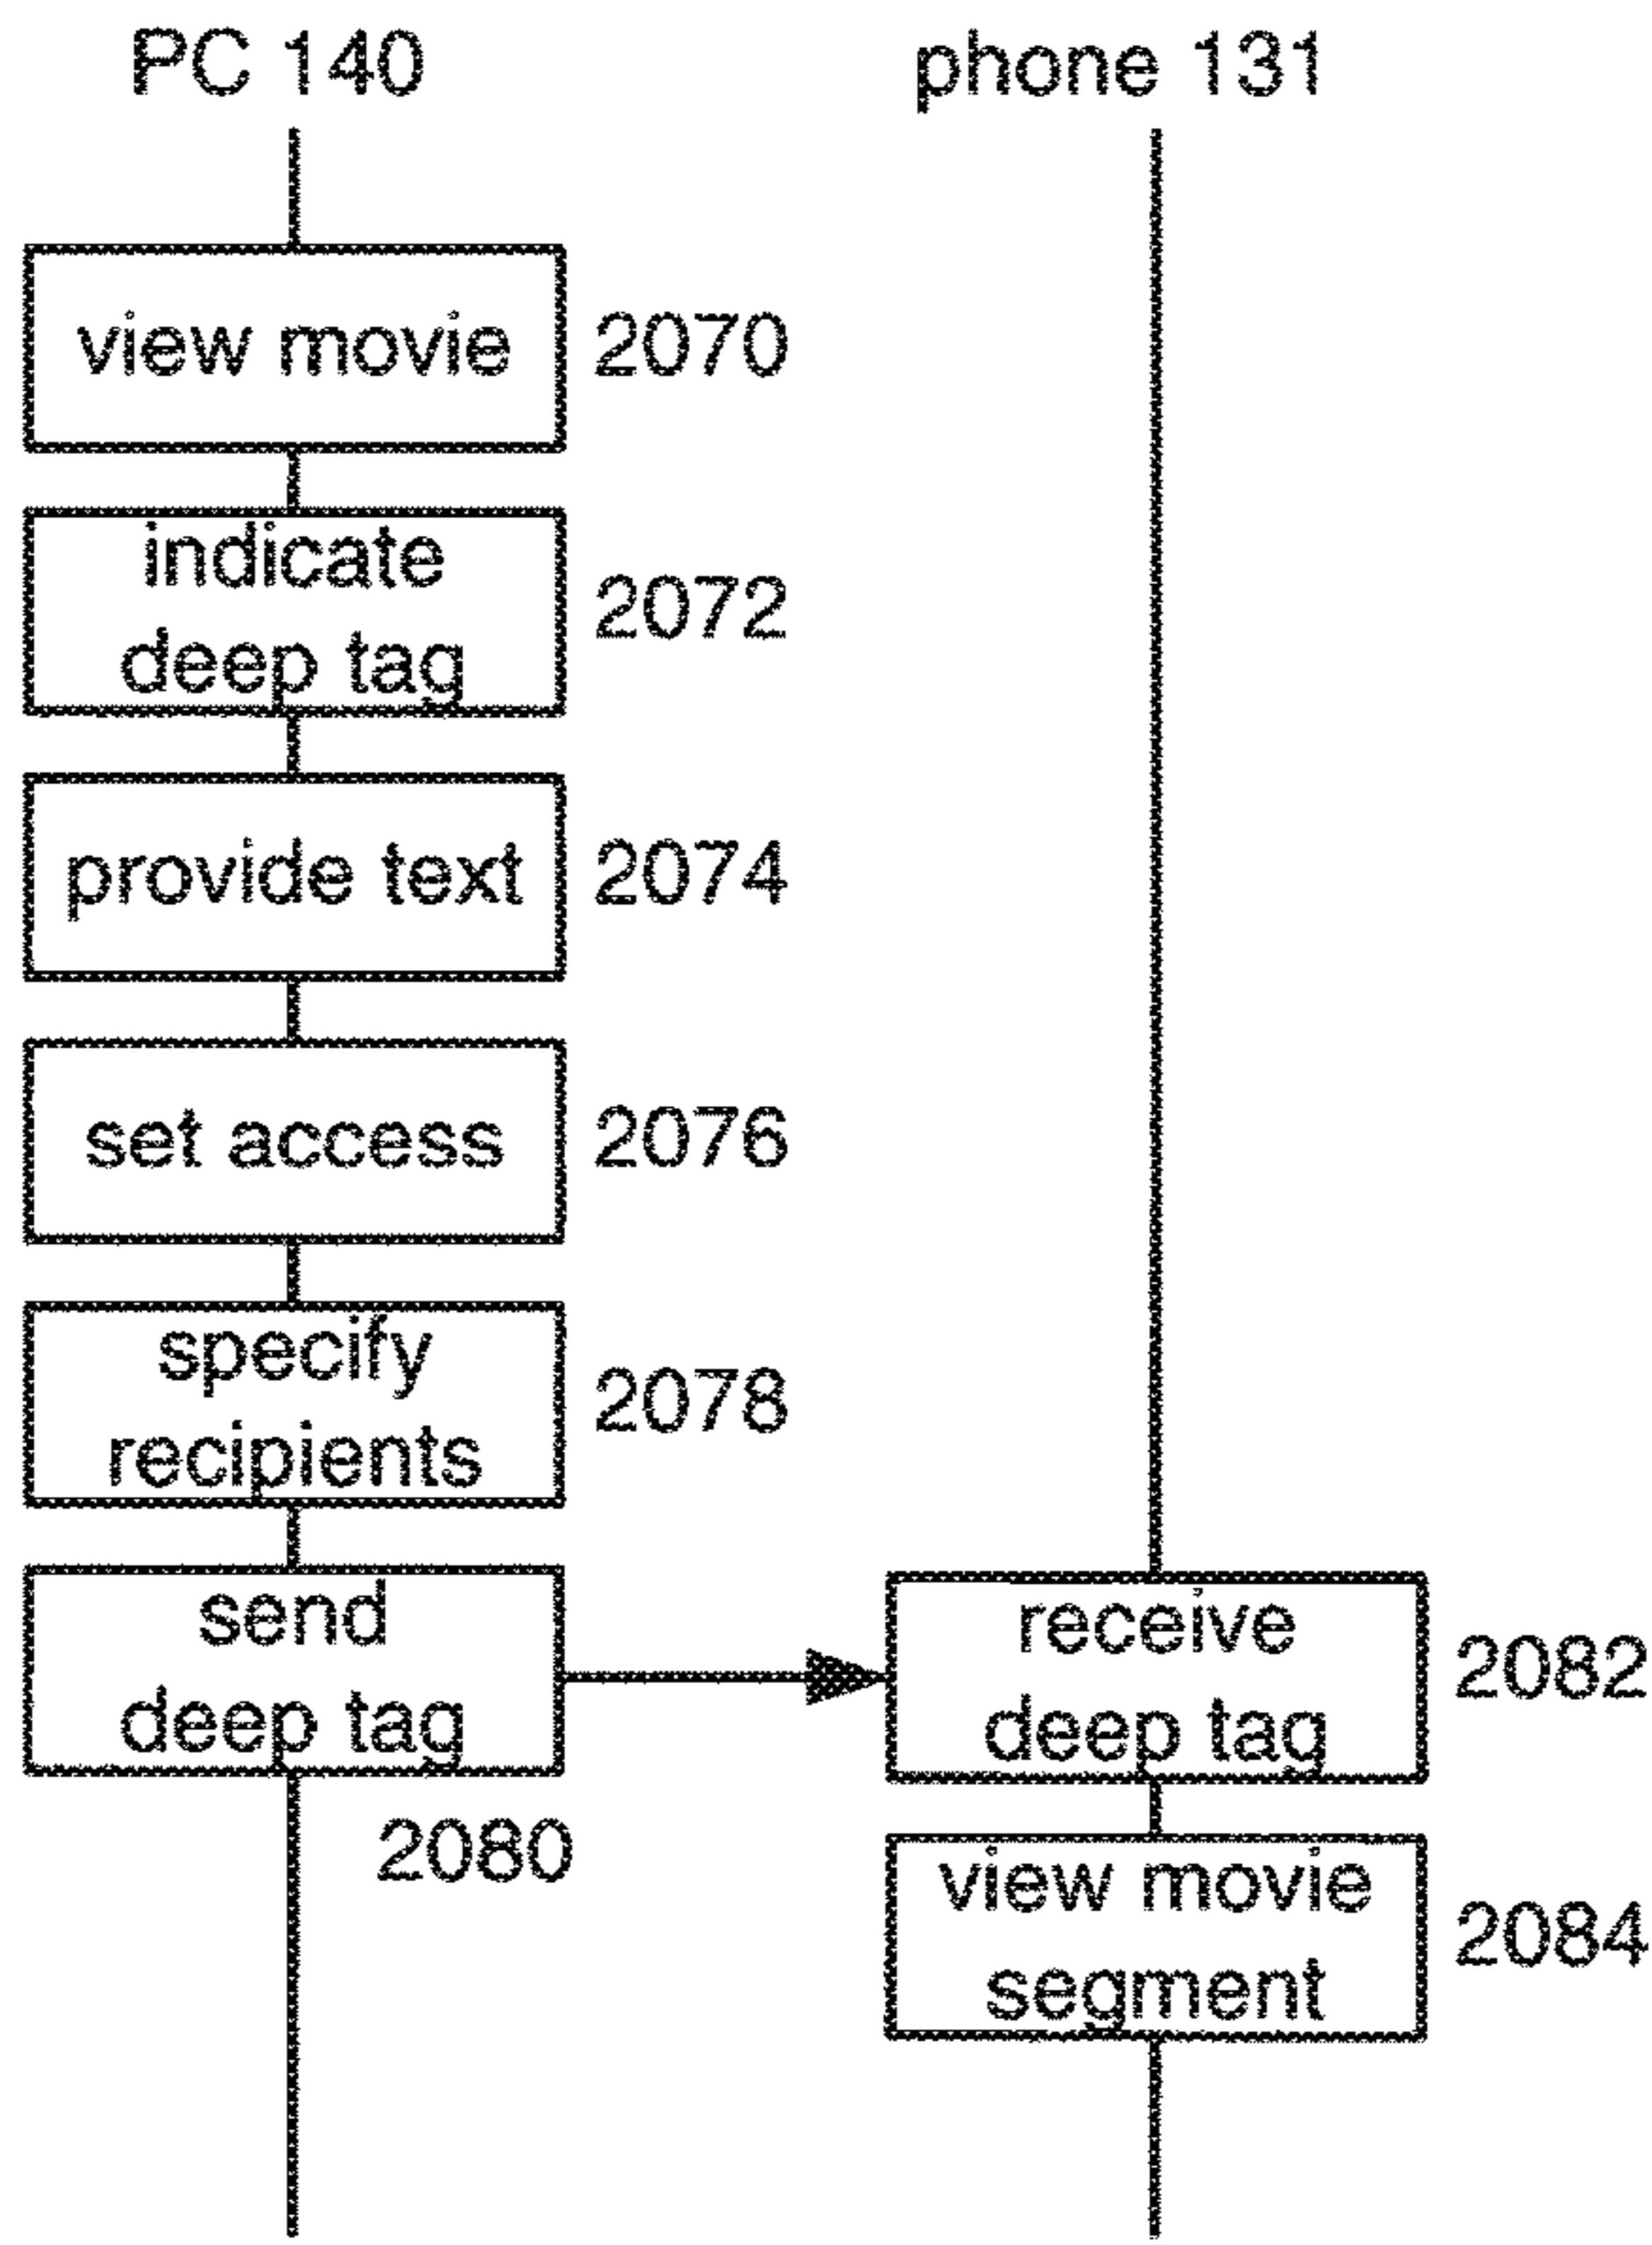 PC 140
phone 131
view movie
2070
indicate
deep tag
2072
provide text
2074
set access
2076
specify
recipients
2078
send
deep tag
2080
receive
deep tag
2082
view movie
segment
2084